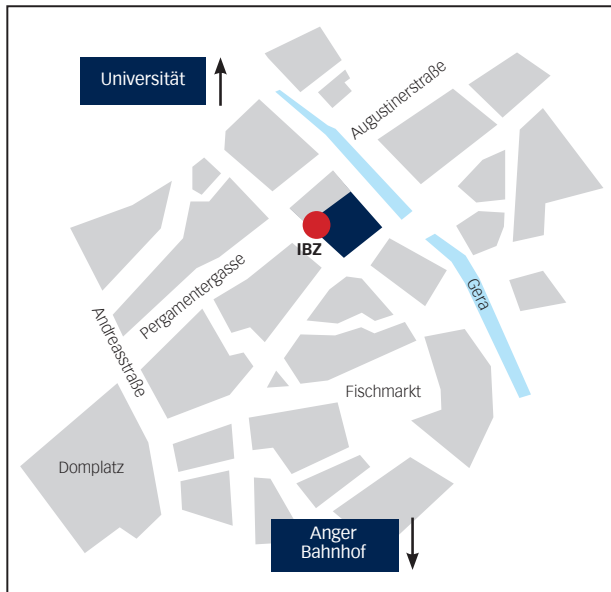 Universität
Augustinerstraße
IBZ
Pergamentergasse
Gera
Andreasstraße
Fischmarkt
Domplatz
Anger
Bahnhof